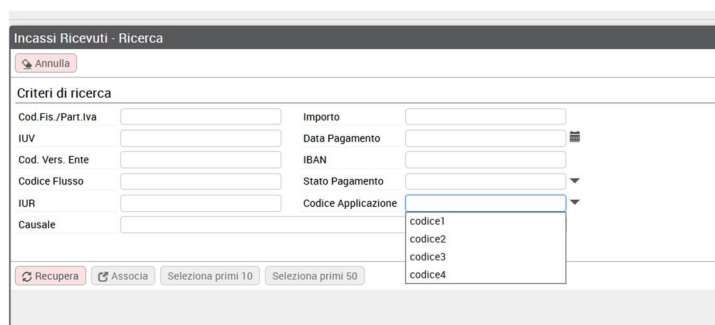 Incassi Ricevuti - Ricerca
Annulla
Criteri di ricerca
Cod.Fis./Part.Iva Importo
IUV Data Pagamento
Cod. Vers. Ente IBAN
Codice Flusso Stato Pagamento
IUR Codice Applicazione
Causale codice1
codice2
codice3
Recupera Associa Seleziona primi 10 Seleziona primi 50 codice4